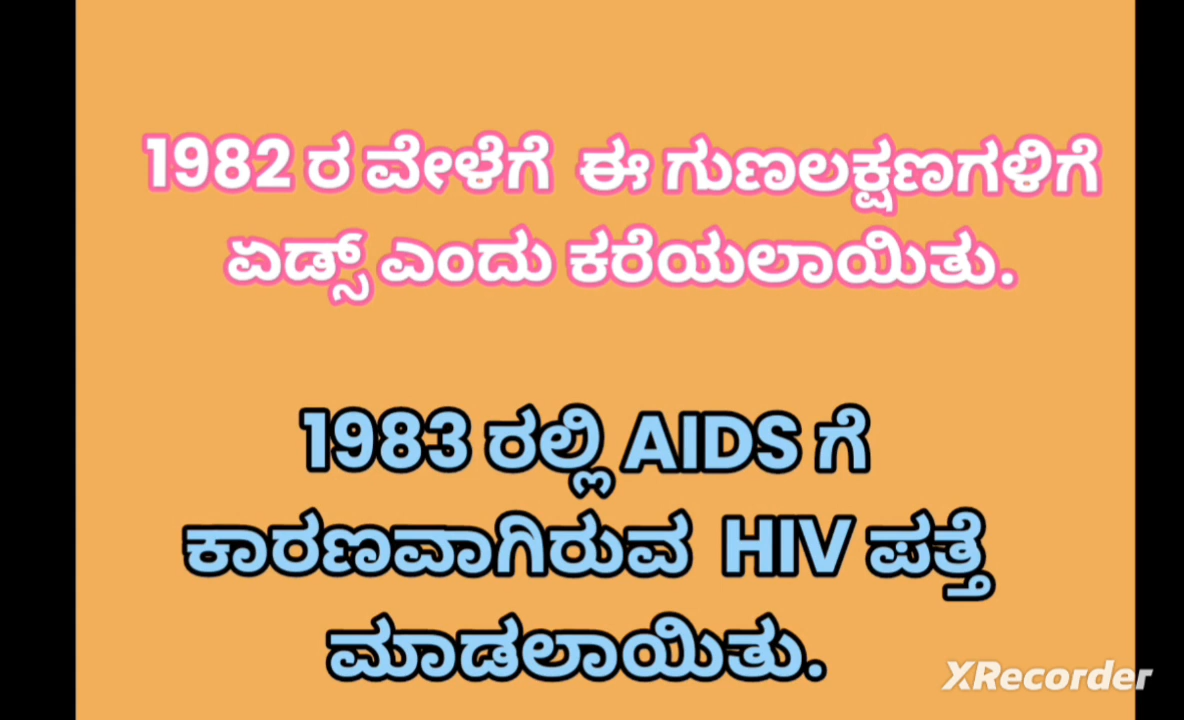 1982 ರ ವೇಳೆಗೆ ಈ ಗುಣಲಕ್ಷಣಗಳಿಗೆ
ಏಡ್ಸ್ ಎಂದು ಕರೆಯಲಾಯಿತು.
1983 ರಲ್ಲಿ AIDS ಗೆ
ಕಾರಣವಾಗಿರುವ HIV ಪತ್ತೆ
ಮಾಡಲಾಯಿತು.
XRecorder